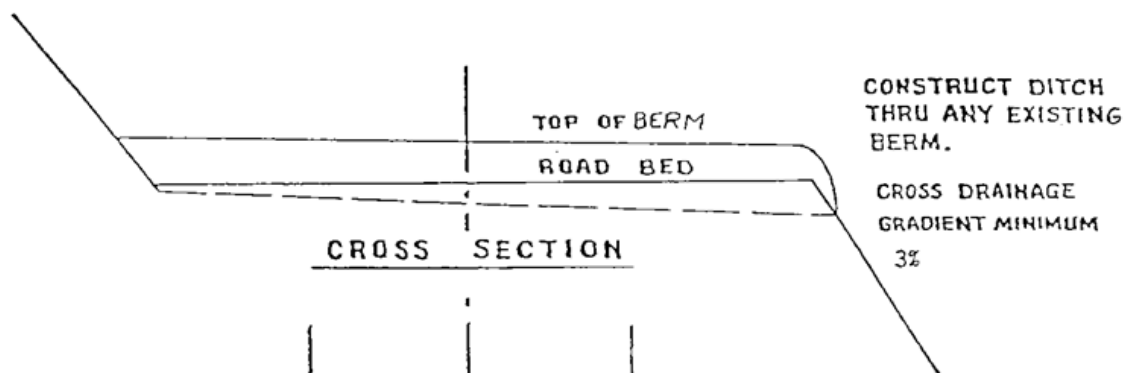 TOP OF BERM
ROAD BED
CROSS SECTION
CONSTRUCT DITCH
THRU ANY EXISTING
BERM.
CROSS DRAINAGE
GRADIENT MINIMUM
3%